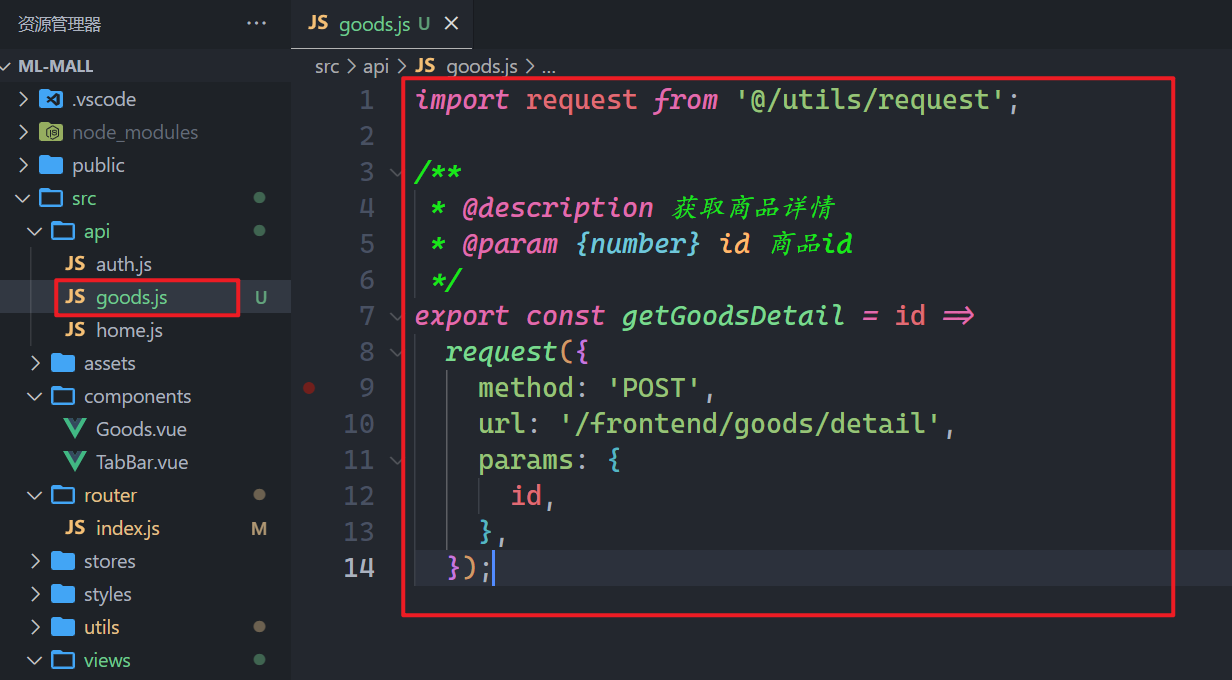 资源管理器 ...
ML-MALL
.vscode
node_modules
public
src
api
JS auth.js
JS goods.js U
JS home.js
assets
components
Goods.vue
TabBar.vue
router
JS index.js M
stores
styles
utils
views
JS goods.js U ×
src > api > JS goods.js > ...
1 import request from '@/utils/request';
2
3 /**
4 * @description 获取商品详情
5 * @param {number} id 商品id
6 */
7 export const getGoodsDetail = id =>
8 request({
9 method: 'POST',
10 url: '/frontend/goods/detail',
11 params: {
12 id,
13 },
14 });